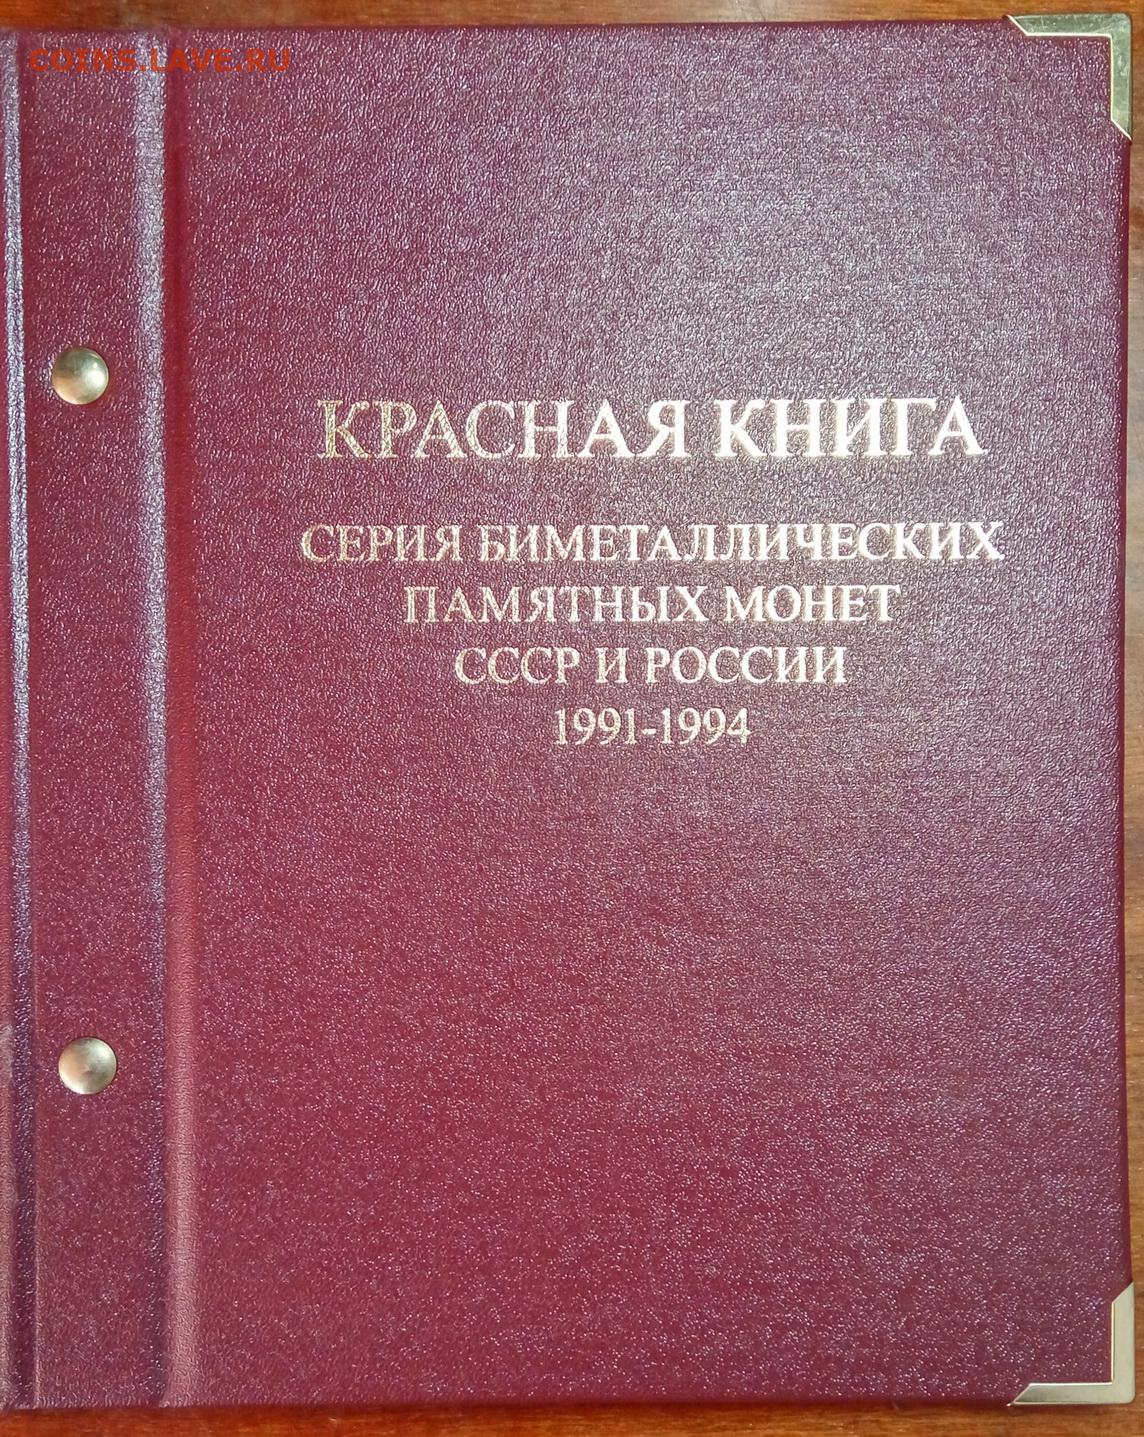 COINS.LAVE.RU
КРАСНАЯ КНИГА
СЕРИЯ БИМЕТАЛЛИЧЕСКИХ
ПАМЯТНЫХ МОНЕТ
СССР И РОССИИ
1991-1994